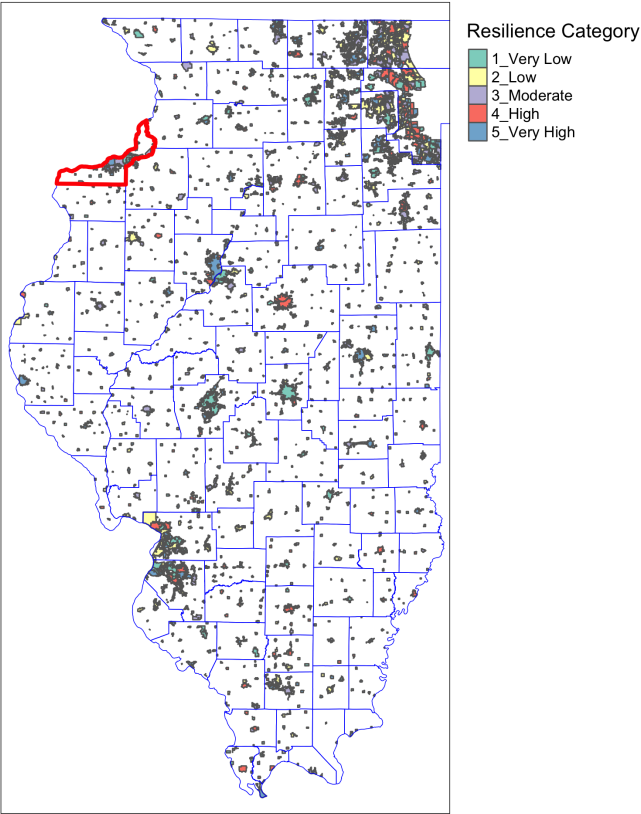 Resilience Category
1_Very Low
2_Low
3_Moderate
4_High
5_Very High